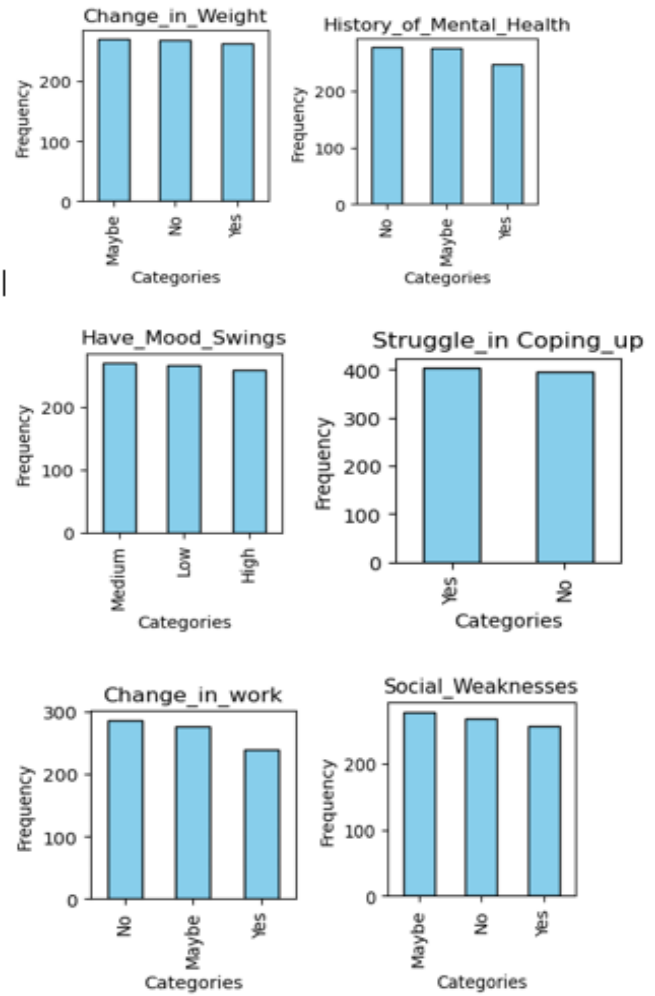 Change_in_Weight
Frequency
200
100
0
Maybe
No
Yes
Categories
History_of_Mental_Health
Frequency
200
100
0
No
Maybe
Yes
Categories
Have_Mood_Swings
Frequency
200
100
0
Medium
Low
High
Categories
Struggle_in Coping_up
Frequency
400
300
200
100
0
Yes
No
Categories
Change_in_work
Frequency
300
200
100
0
No
Maybe
Yes
Categories
Social_Weaknesses
Frequency
200
100
0
Maybe
No
Yes
Categories